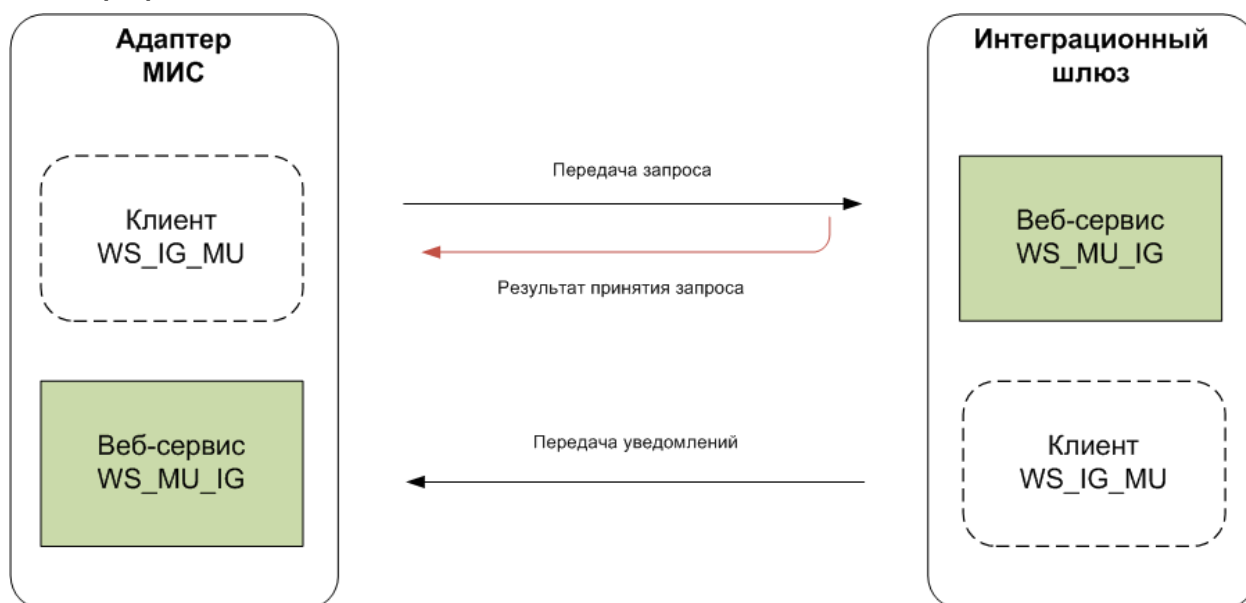 Адаптер
МИС
Интеграционный
шлюз
Передача запроса
Клиент
WS_IG_MU
Веб-сервис
WS_MU_IG
Результат принятия запроса
Веб-сервис
WS_MU_IG
Передача уведомлений
Клиент
WS_IG_MU